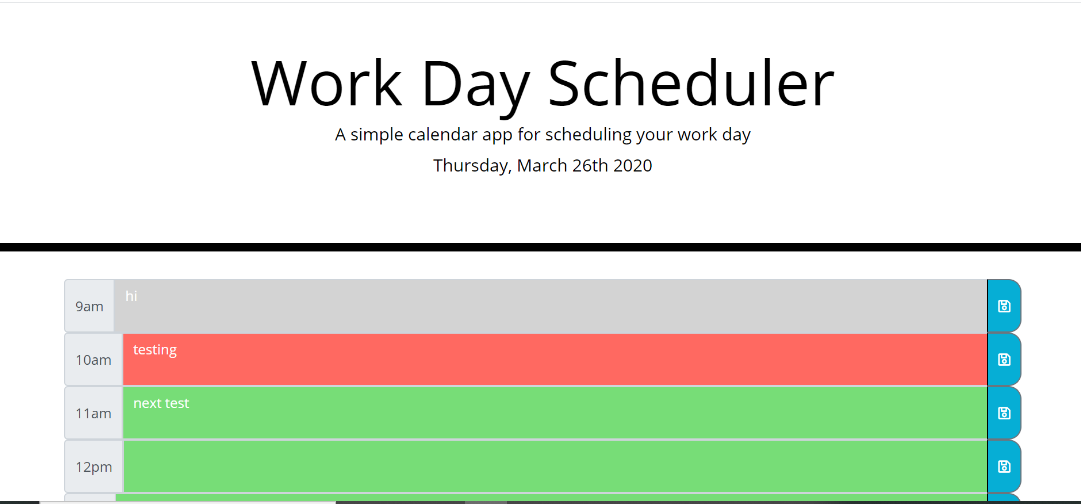 Work Day Scheduler
A simple calendar app for scheduling your work day
Thursday, March 26th 2020
9am hi
10am testing
11am next test
12pm